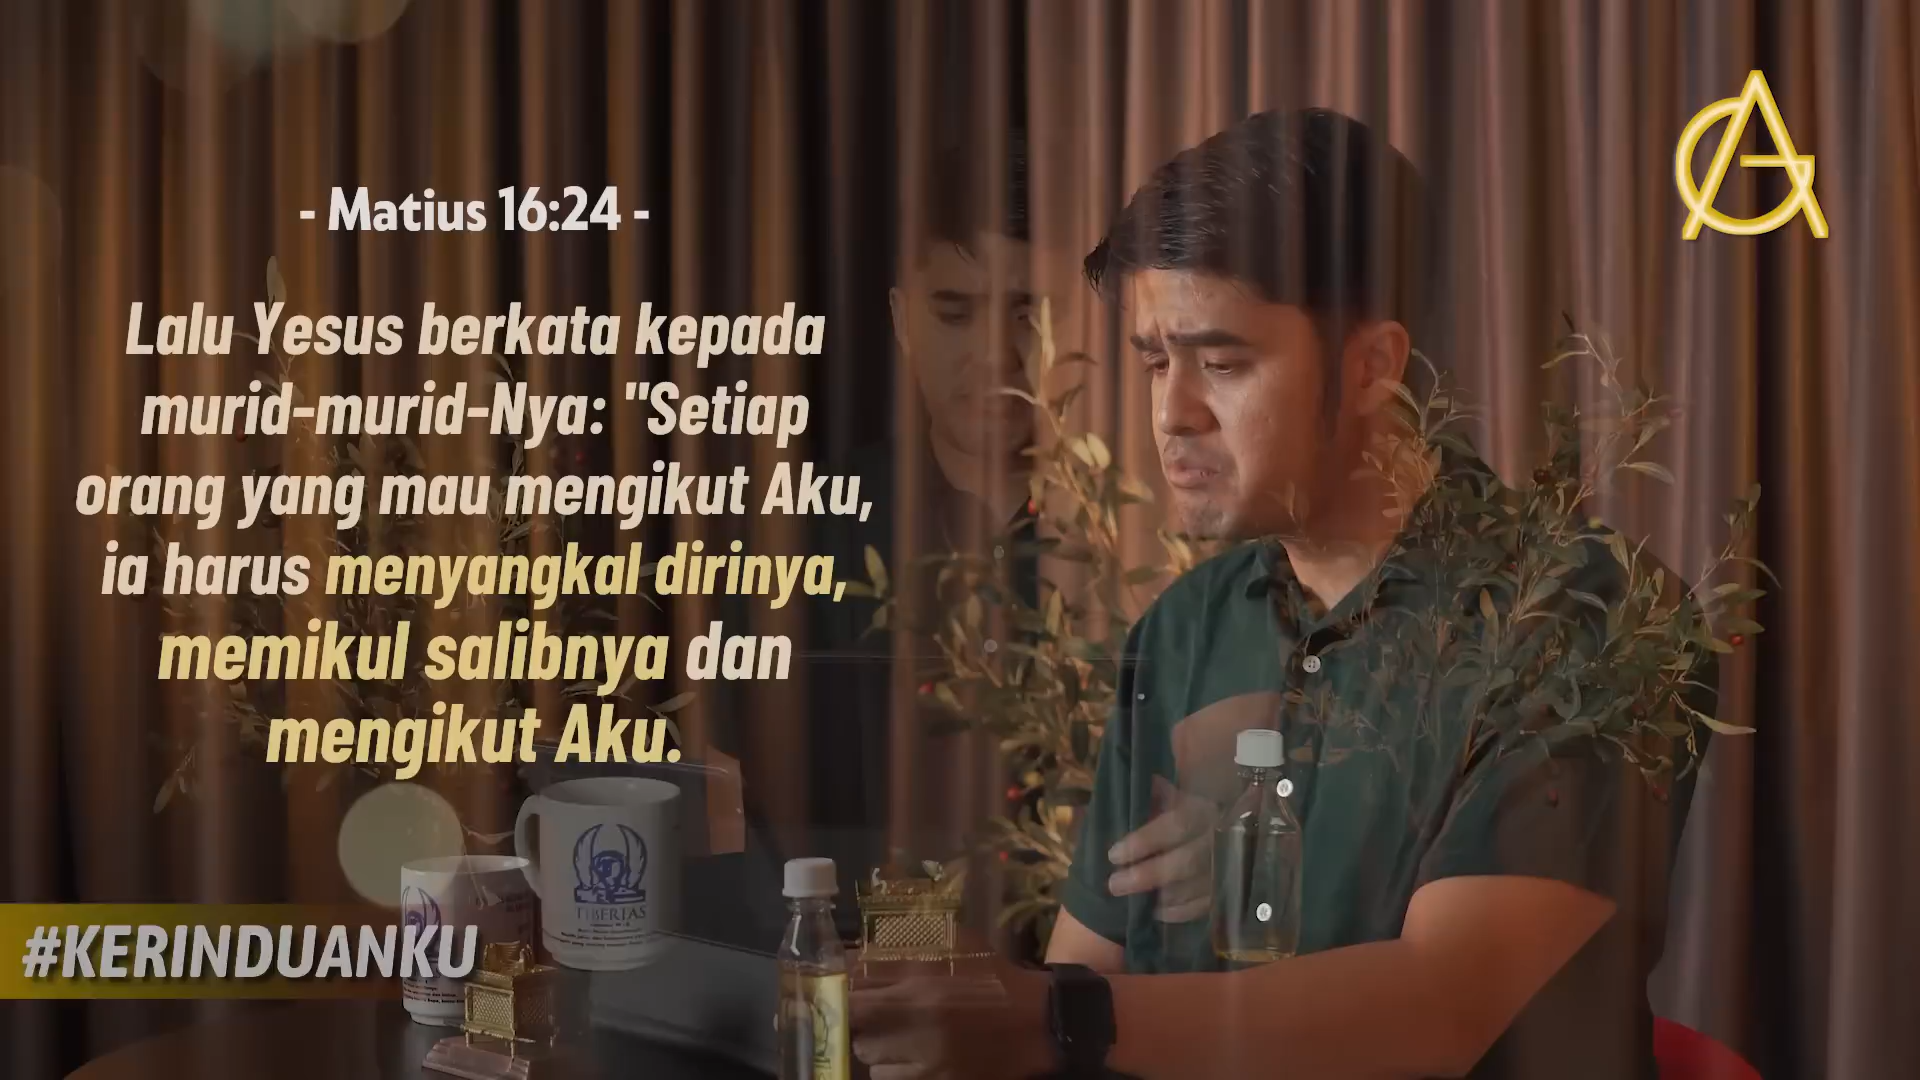 - Matius 16:24 -
Lalu Yesus berkata kepada
murid-murid-Nya: "Setiap
orang yang mau mengikut Aku,
ia harus menyangkal dirinya,
memikul salibnya dan
mengikut Aku.
TIBERIAS
#KERINDUANKU